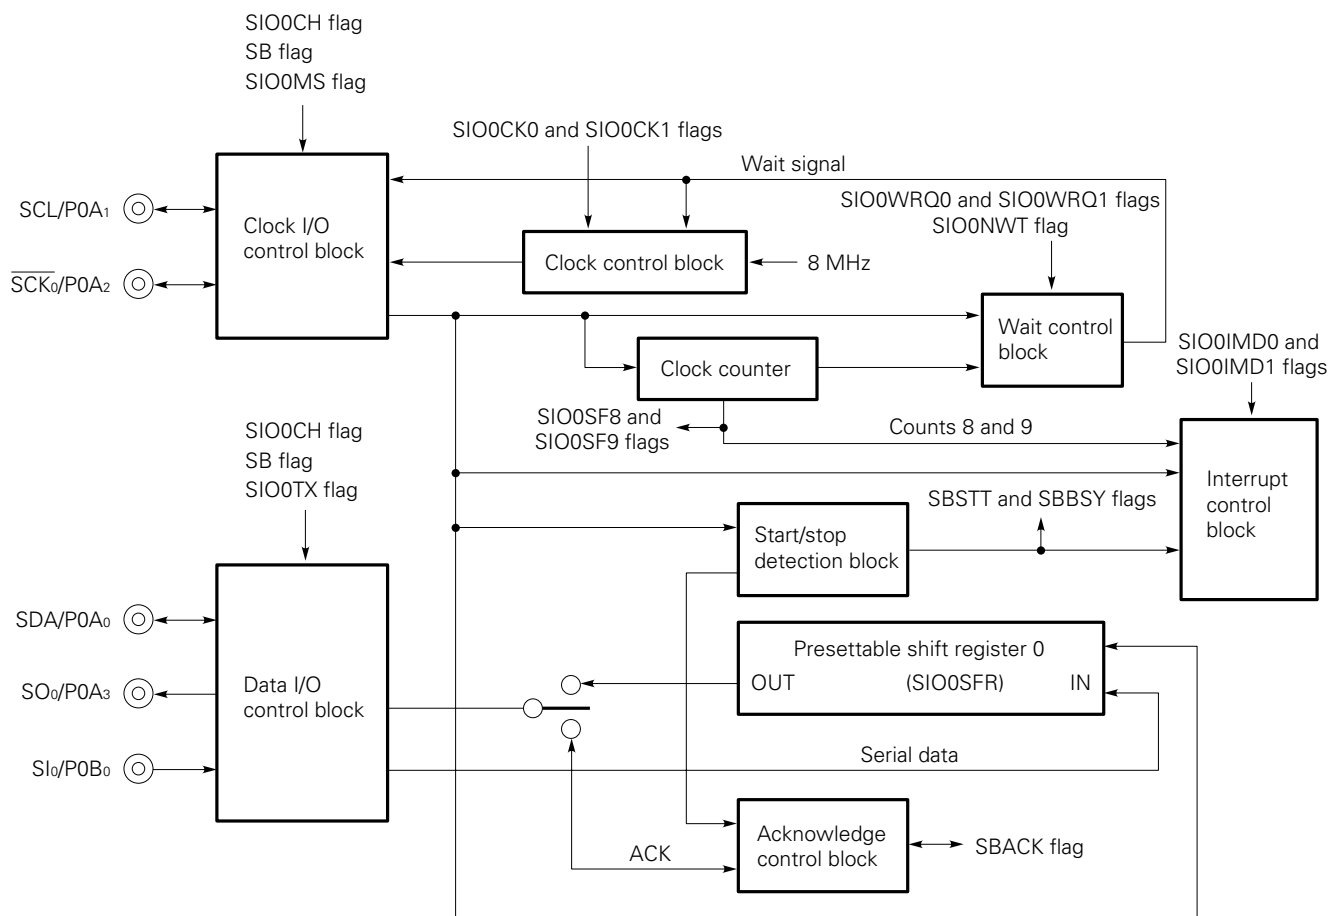 SIO0CH flag
SB flag
SIO0MS flag
SIO0CK0 and SIO0CK1 flags
Wait signal
SIO0WRQ0 and SIO0WRQ1 flags
SIO0NWT flag
SCL/P0A1
Clock I/O
control block
Clock control block
8 MHz
SCK0/P0A2
Wait control
block
SIO0IMD0 and
SIO0IMD1 flags
Clock counter
SIO0SF8 and
SIO0SF9 flags
Counts 8 and 9
SIO0CH flag
SB flag
SIO0TX flag
Interrupt
control
block
SBSTT and SBBSY flags
Start/stop
detection block
SDA/P0A0
Presettable shift register 0
OUT (SIO0SFR) IN
SO0/P0A3
Data I/O
control block
SI0/P0B0
Serial data
Acknowledge
control block
ACK
SBACK flag